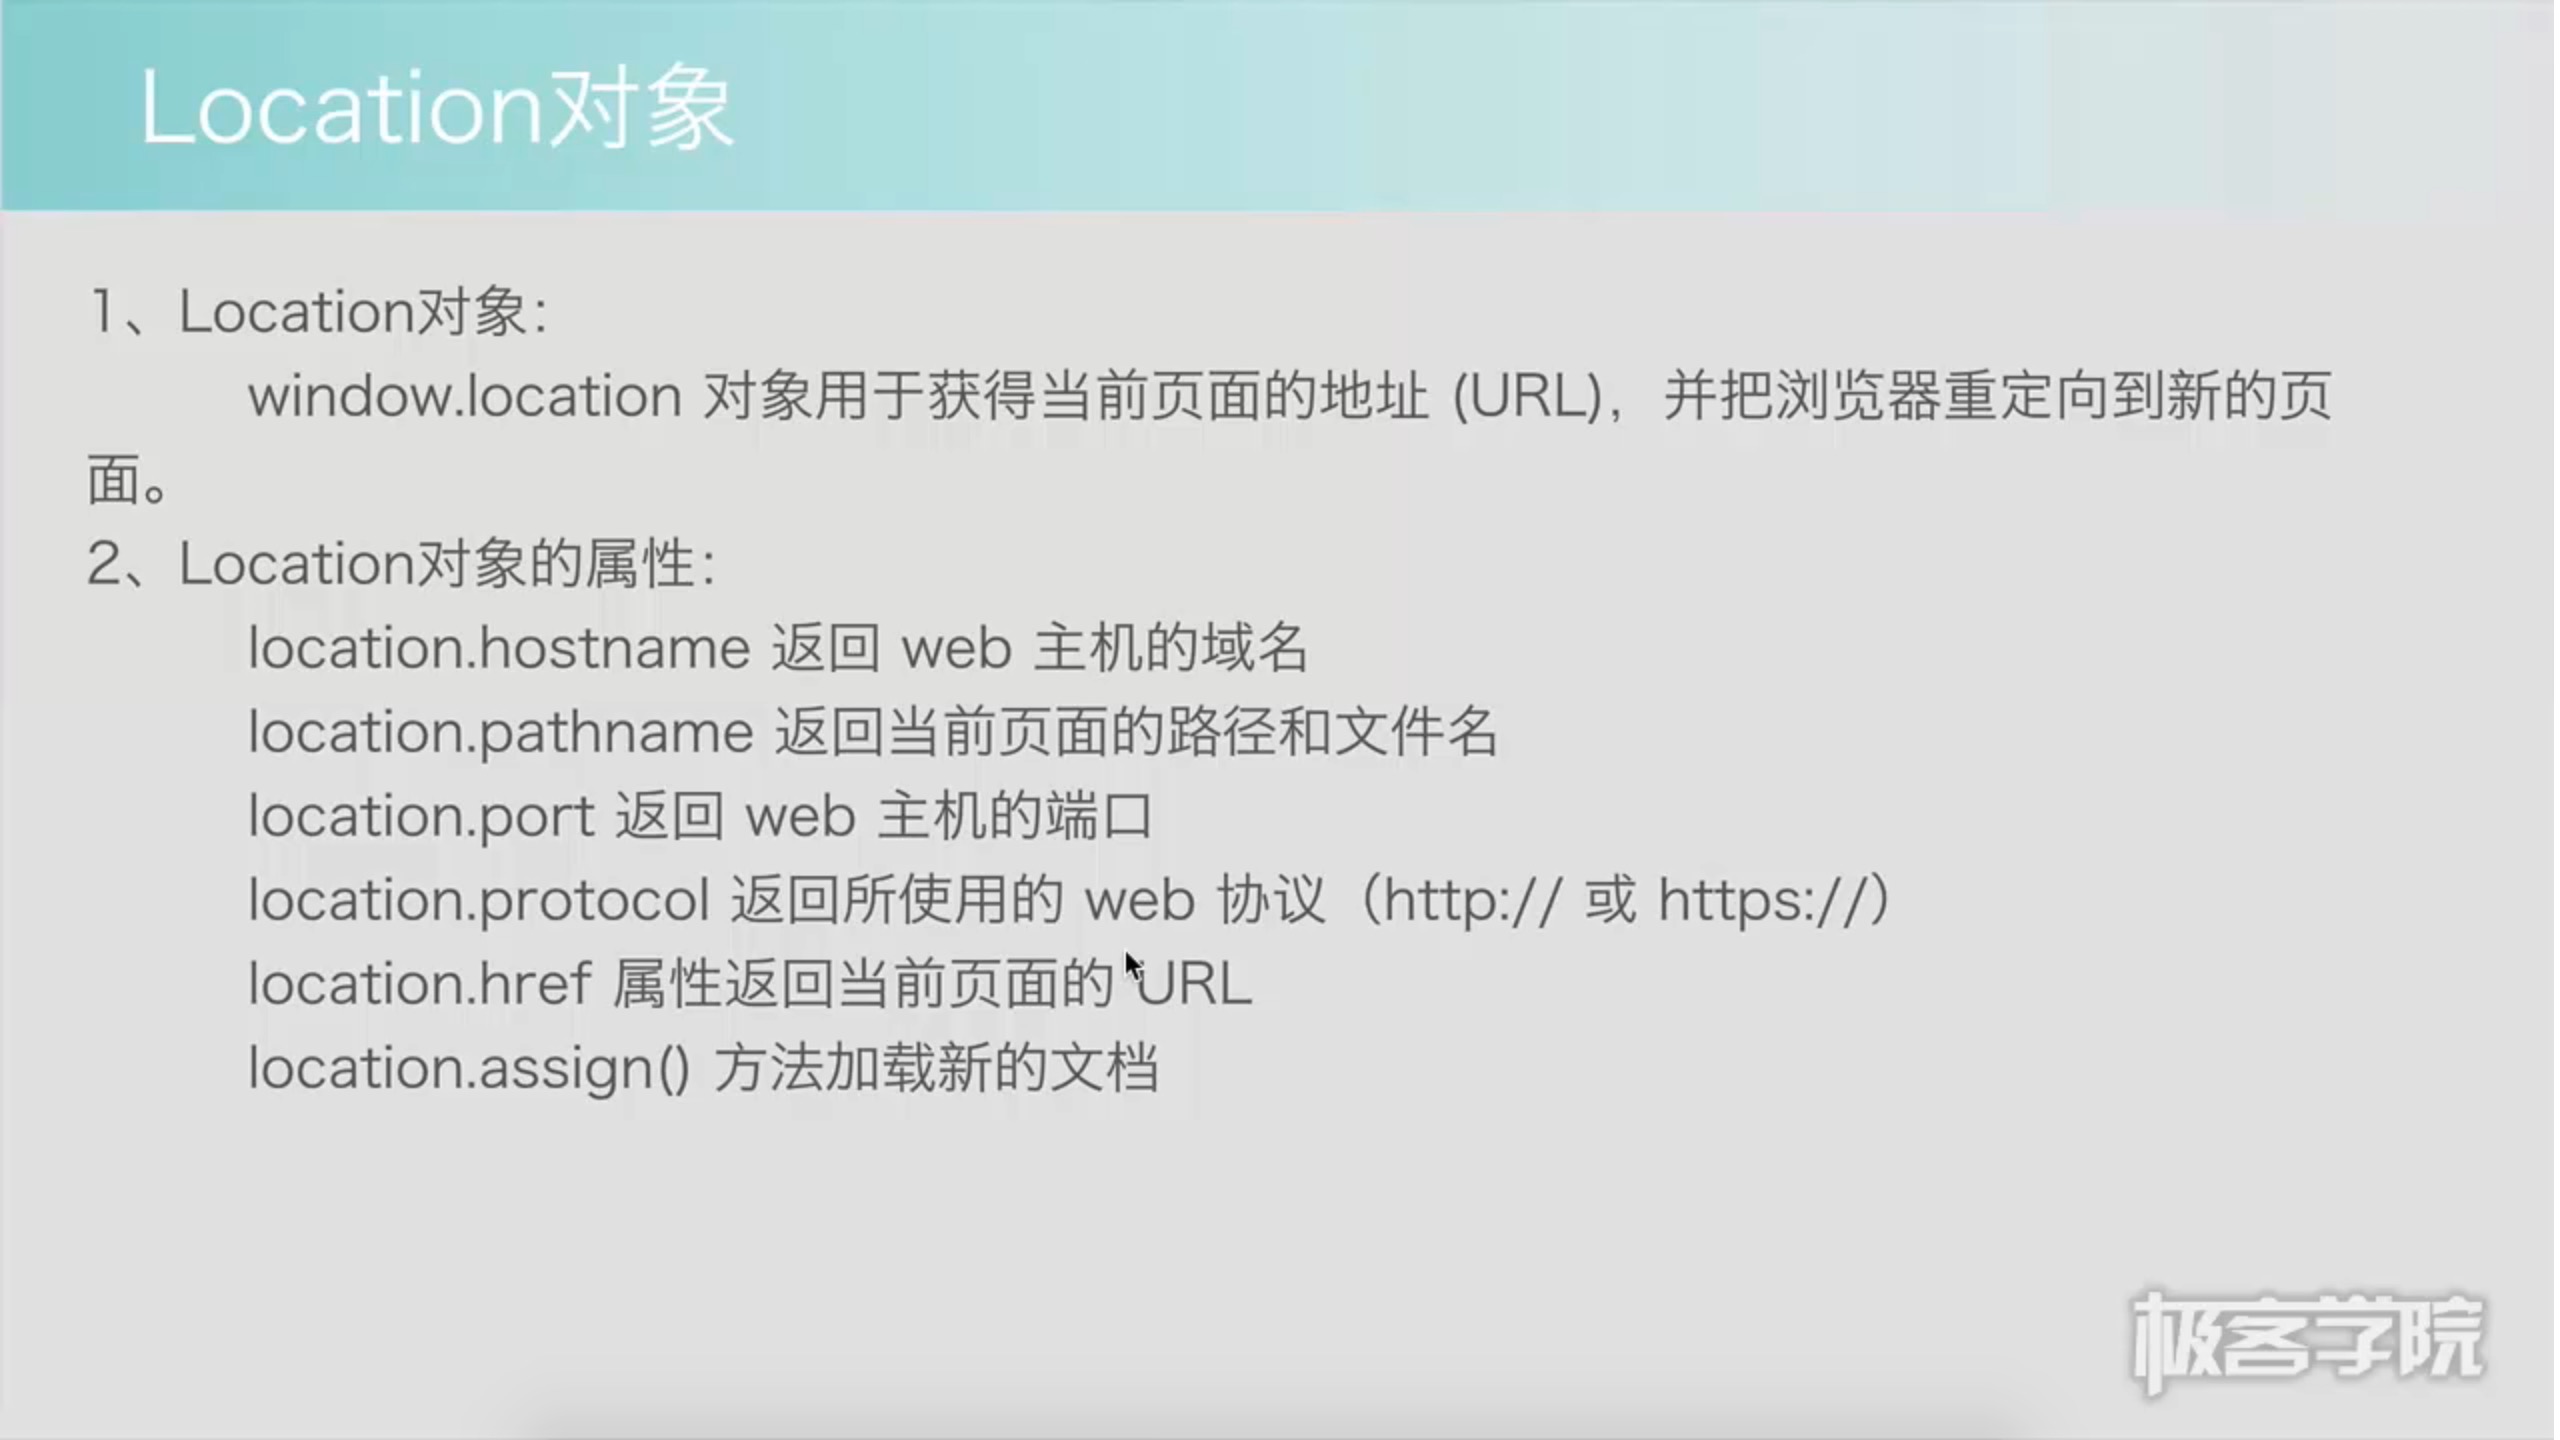 Location对象
1、Location对象：
window.location 对象用于获得当前页面的地址 (URL)，并把浏览器重定向到新的页
面。
2、Location对象的属性：
location.hostname 返回 web 主机的域名
location.pathname 返回当前页面的路径和文件名
location.port 返回 web 主机的端口
location.protocol 返回所使用的 web 协议（http:// 或 https://）
location.href 属性返回当前页面的 URL
location.assign() 方法加载新的文档
极客学院